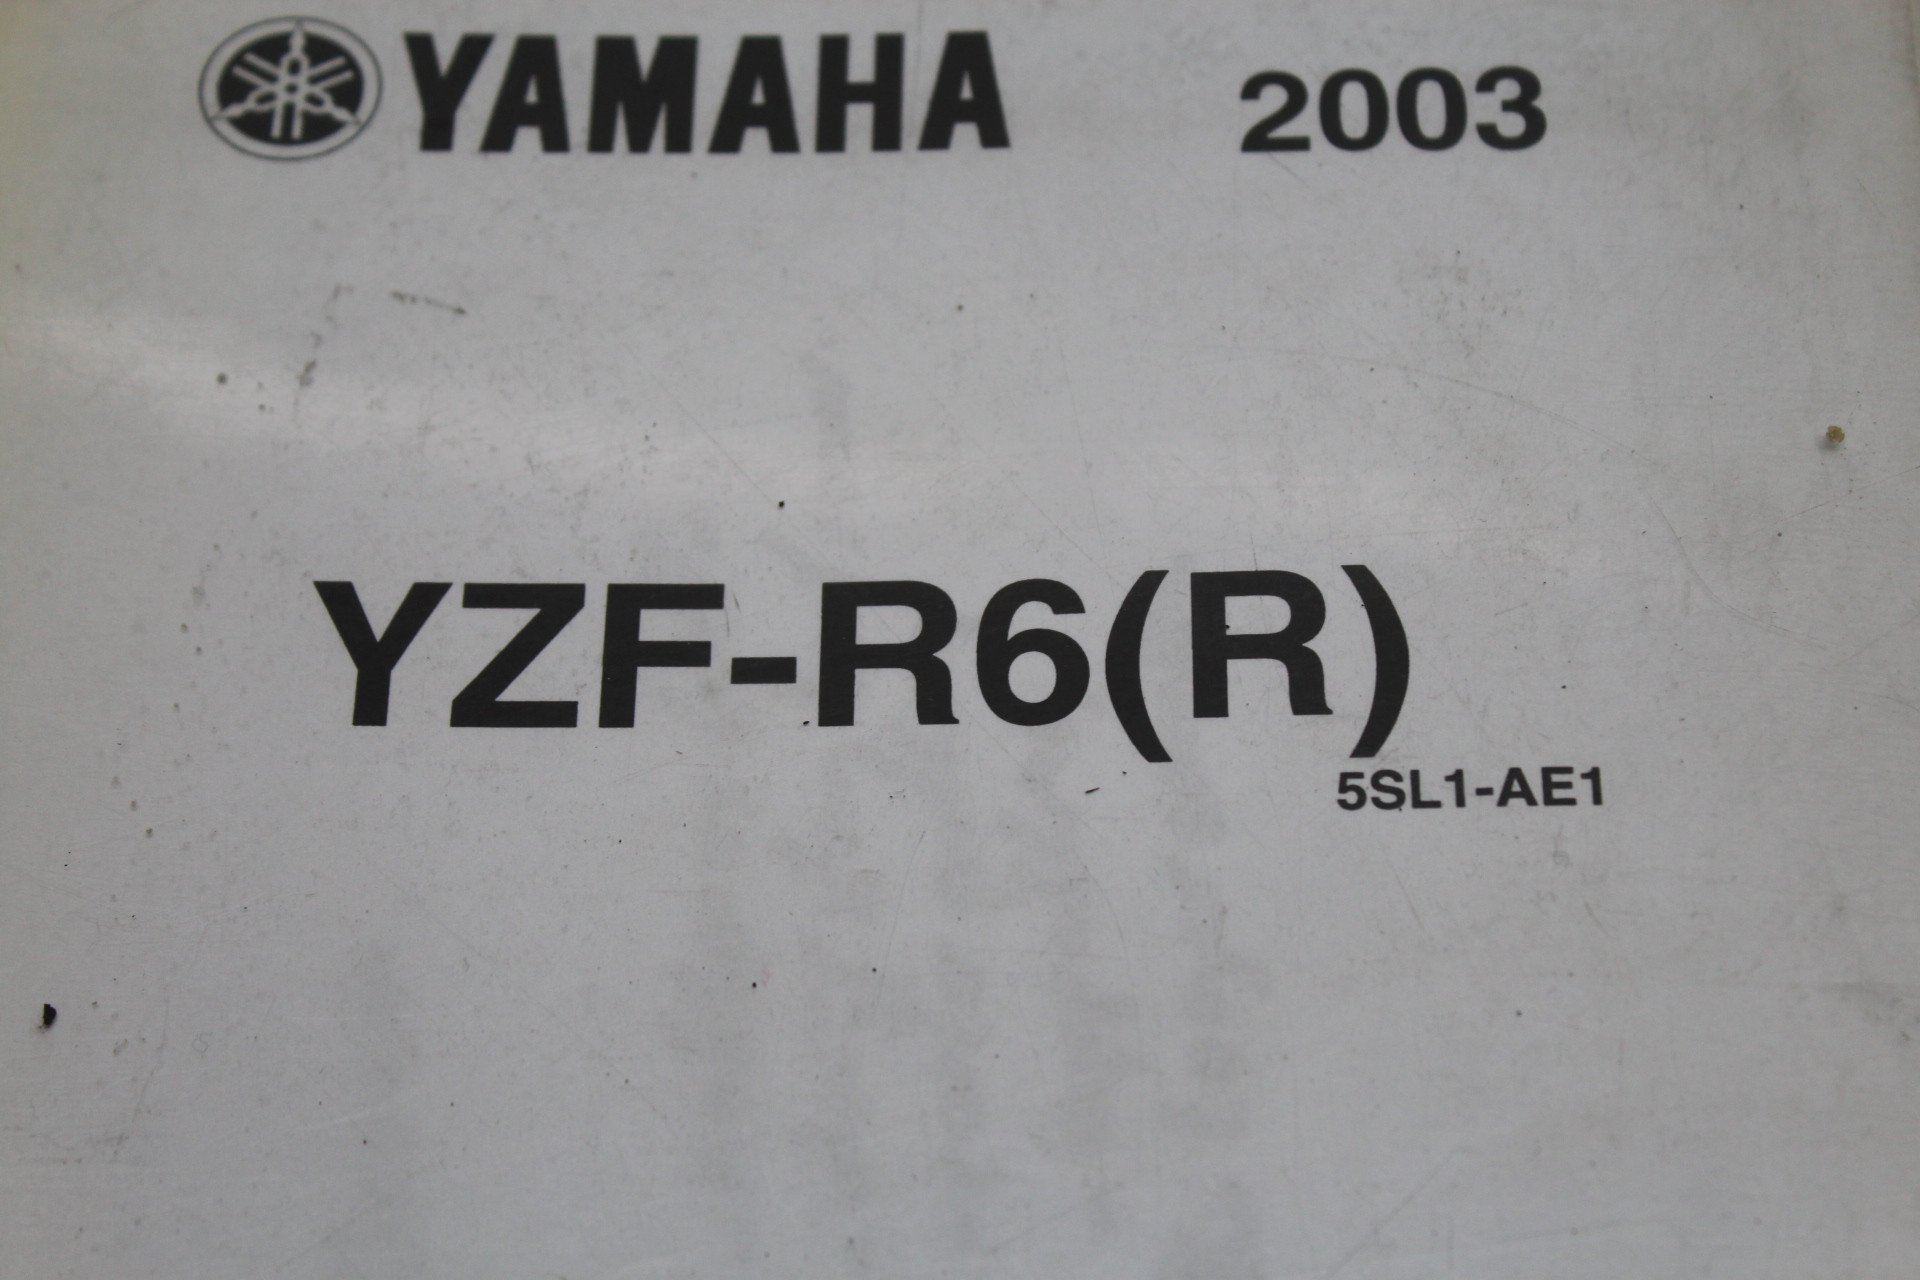 YAMAHA 2003
YZF-R6(R)
5SL1-AE1